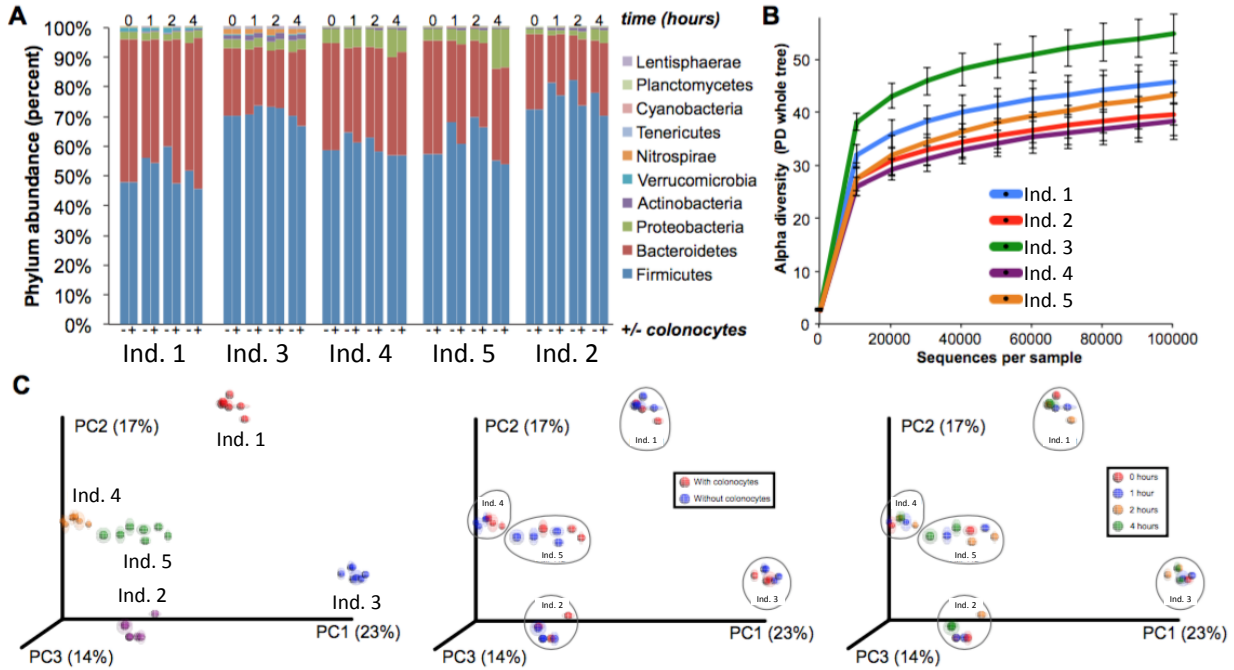 A
0 1 2 4 0 1 2 4 0 1 2 4 0 1 2 4 0 1 2 4 time (hours)
Phylum abundance (percent)
100%
90%
80%
70%
60%
50%
40%
30%
20%
10%
0%
Lentisphaerae
Planctomycetes
Cyanobacteria
Tenericutes
Nitrospirae
Verrucomicrobia
Actinobacteria
Proteobacteria
Bacteroidetes
Firmicutes
-+ -+ -+ -+ -+ -+ -+ -+ -+ -+ -+ -+ -+ -+ -+ -+ -+ -+ -+ -+ +/- colonocytes
Ind. 1 Ind. 3 Ind. 4 Ind. 5 Ind. 2
B
Alpha diversity (PD whole tree)
50
40
30
20
10
0
Ind. 1
Ind. 2
Ind. 3
Ind. 4
Ind. 5
0 20000 40000 60000 80000 100000
Sequences per sample
C
PC2 (17%)
Ind. 1
Ind. 4
Ind. 5
Ind. 2
Ind. 3
PC1 (23%)
PC3 (14%)
PC2 (17%)
Ind. 1
With colonocytes
Without colonocytes
Ind. 4
Ind. 5
Ind. 2
Ind. 3
PC1 (23%)
PC3 (14%)
PC2 (17%)
Ind. 1
0 hours
1 hour
2 hours
4 hours
Ind. 4
Ind. 5
Ind. 2
Ind. 3
PC1 (23%)
PC3 (14%)